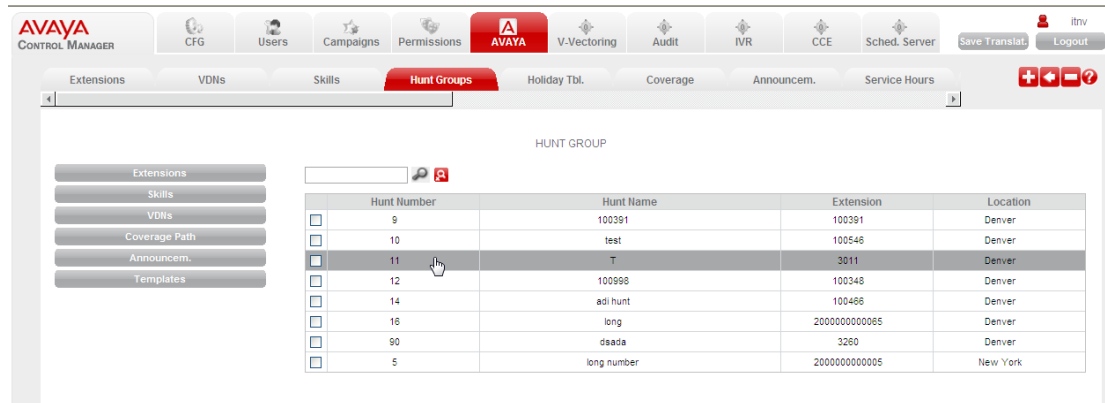 AVAYA
CONTROL MANAGER
CFG Users Campaigns Permissions AVAYA V-Vectoring Audit IVR CCE Sched. Server
itnv
Save Translat. Logout
Extensions VDNs Skills Hunt Groups Holiday Tbl. Coverage Announcem. Service Hours
HUNT GROUP
Extensions
Skills
VDNs
Coverage Path
Announcem.
Templates
Hunt Number Hunt Name Extension Location
9 100391 100391 Denver
10 test 100546 Denver
11 T 3011 Denver
12 100998 100348 Denver
14 adi hunt 100466 Denver
16 long 2000000000065 Denver
90 dsada 3260 Denver
5 long number 2000000000005 New York